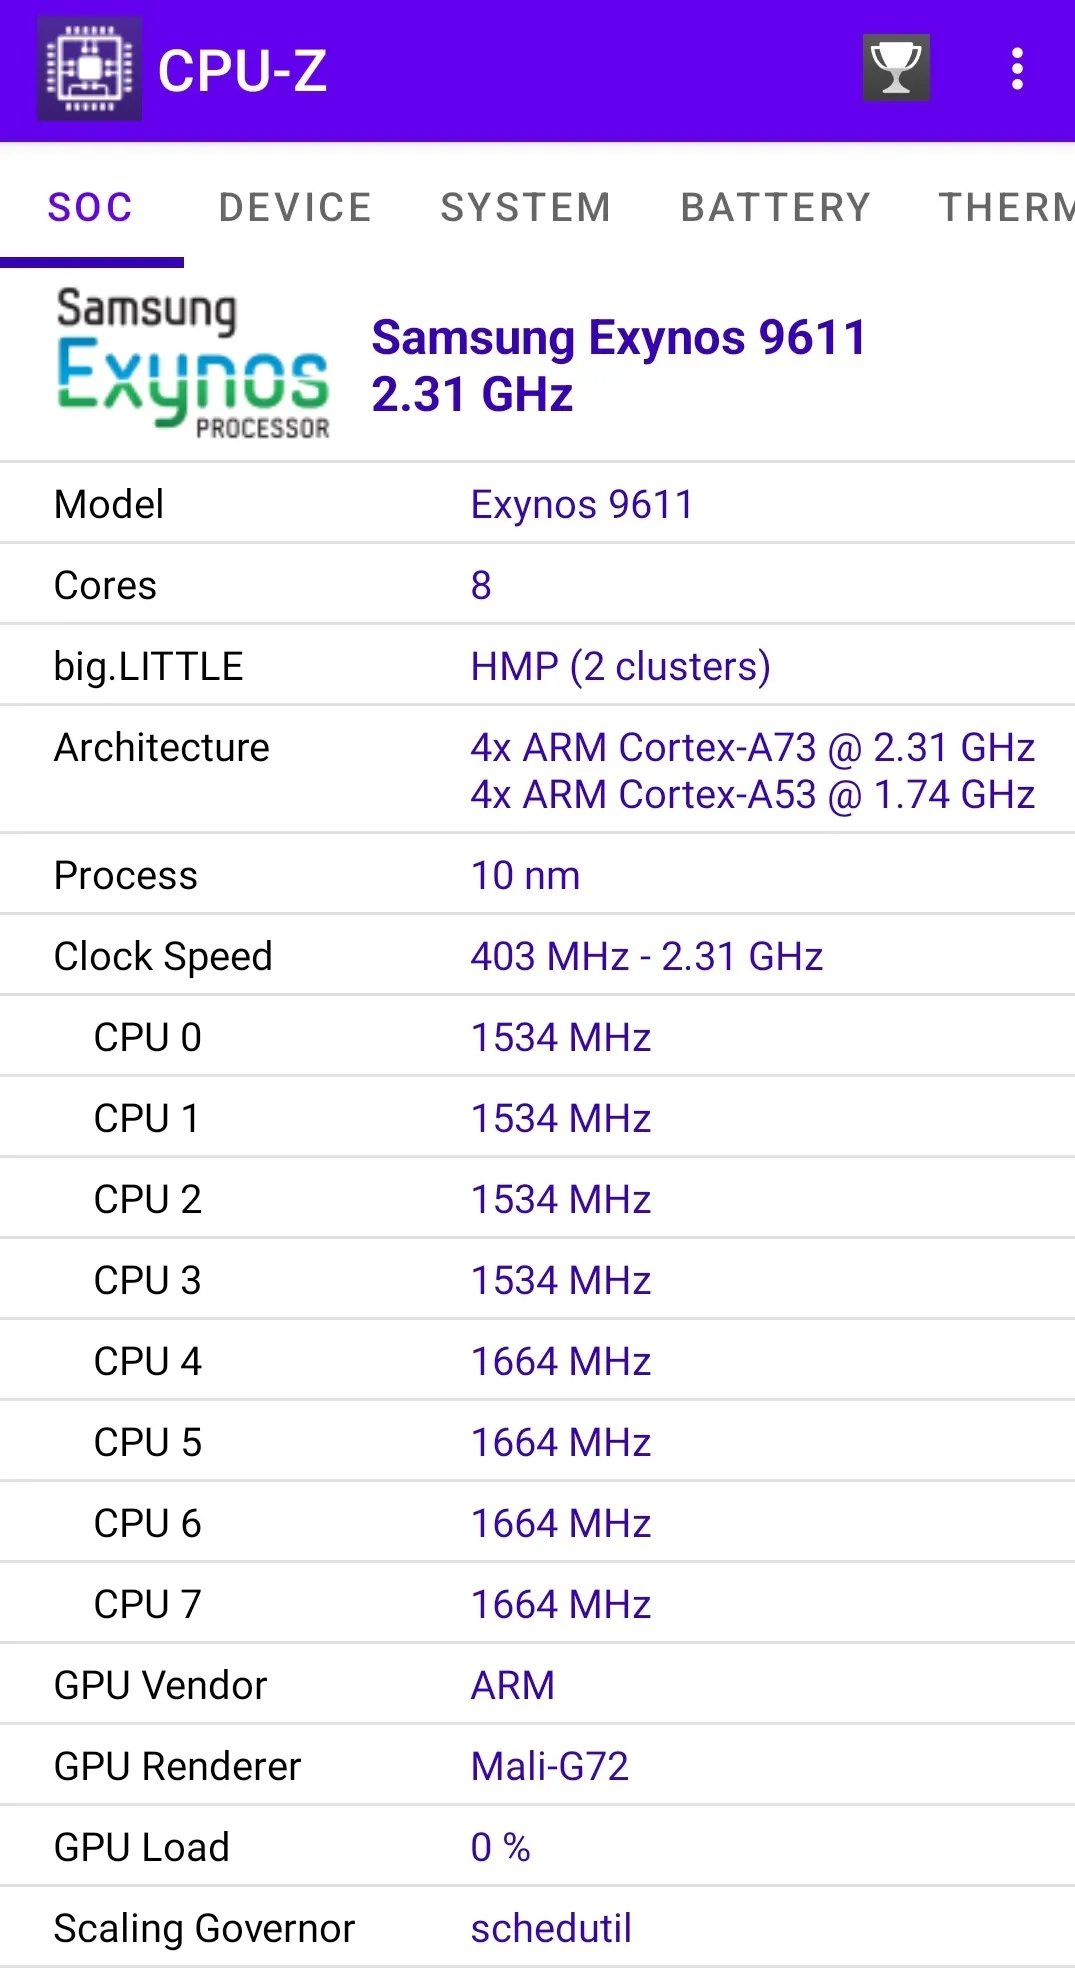 CPU-Z
SOC DEVICE SYSTEM BATTERY THERM
Samsung
Exynos
PROCESSOR
Samsung Exynos 9611
2.31 GHz
Model Exynos 9611
Cores 8
big.LITTLE HMP (2 clusters)
Architecture 4x ARM Cortex-A73 @ 2.31 GHz
4x ARM Cortex-A53 @ 1.74 GHz
Process 10 nm
Clock Speed 403 MHz - 2.31 GHz
CPU 0 1534 MHz
CPU 1 1534 MHz
CPU 2 1534 MHz
CPU 3 1534 MHz
CPU 4 1664 MHz
CPU 5 1664 MHz
CPU 6 1664 MHz
CPU 7 1664 MHz
GPU Vendor ARM
GPU Renderer Mali-G72
GPU Load 0 %
Scaling Governor schedutil